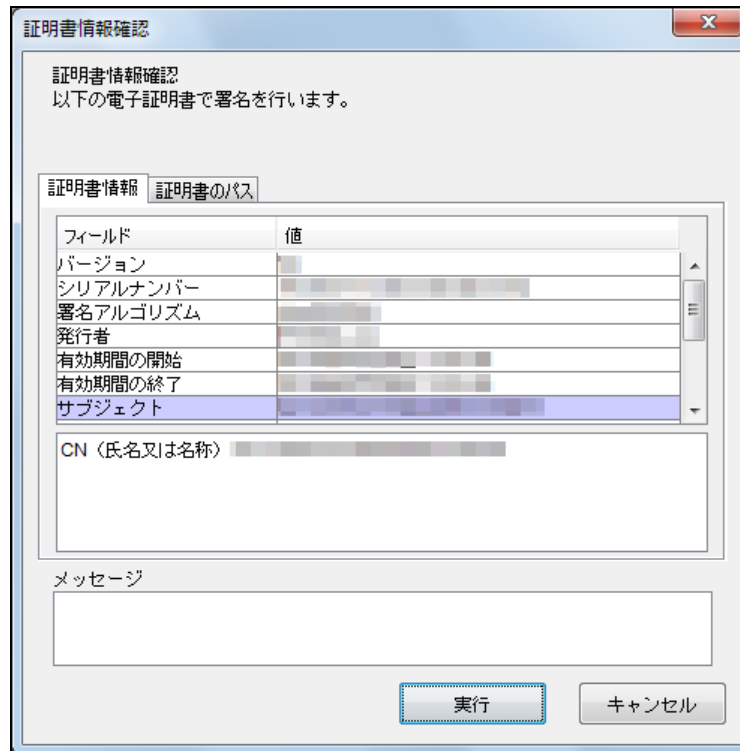 証明書情報確認
証明書情報確認
以下の電子証明書で署名を行います。
証明書情報 証明書のパス
フィールド 値
バージョン
シリアルナンバー
署名アルゴリズム
発行者
有効期間の開始
有効期間の終了
サブジェクト
CN（氏名又は名称）
メッセージ
実行 キャンセル